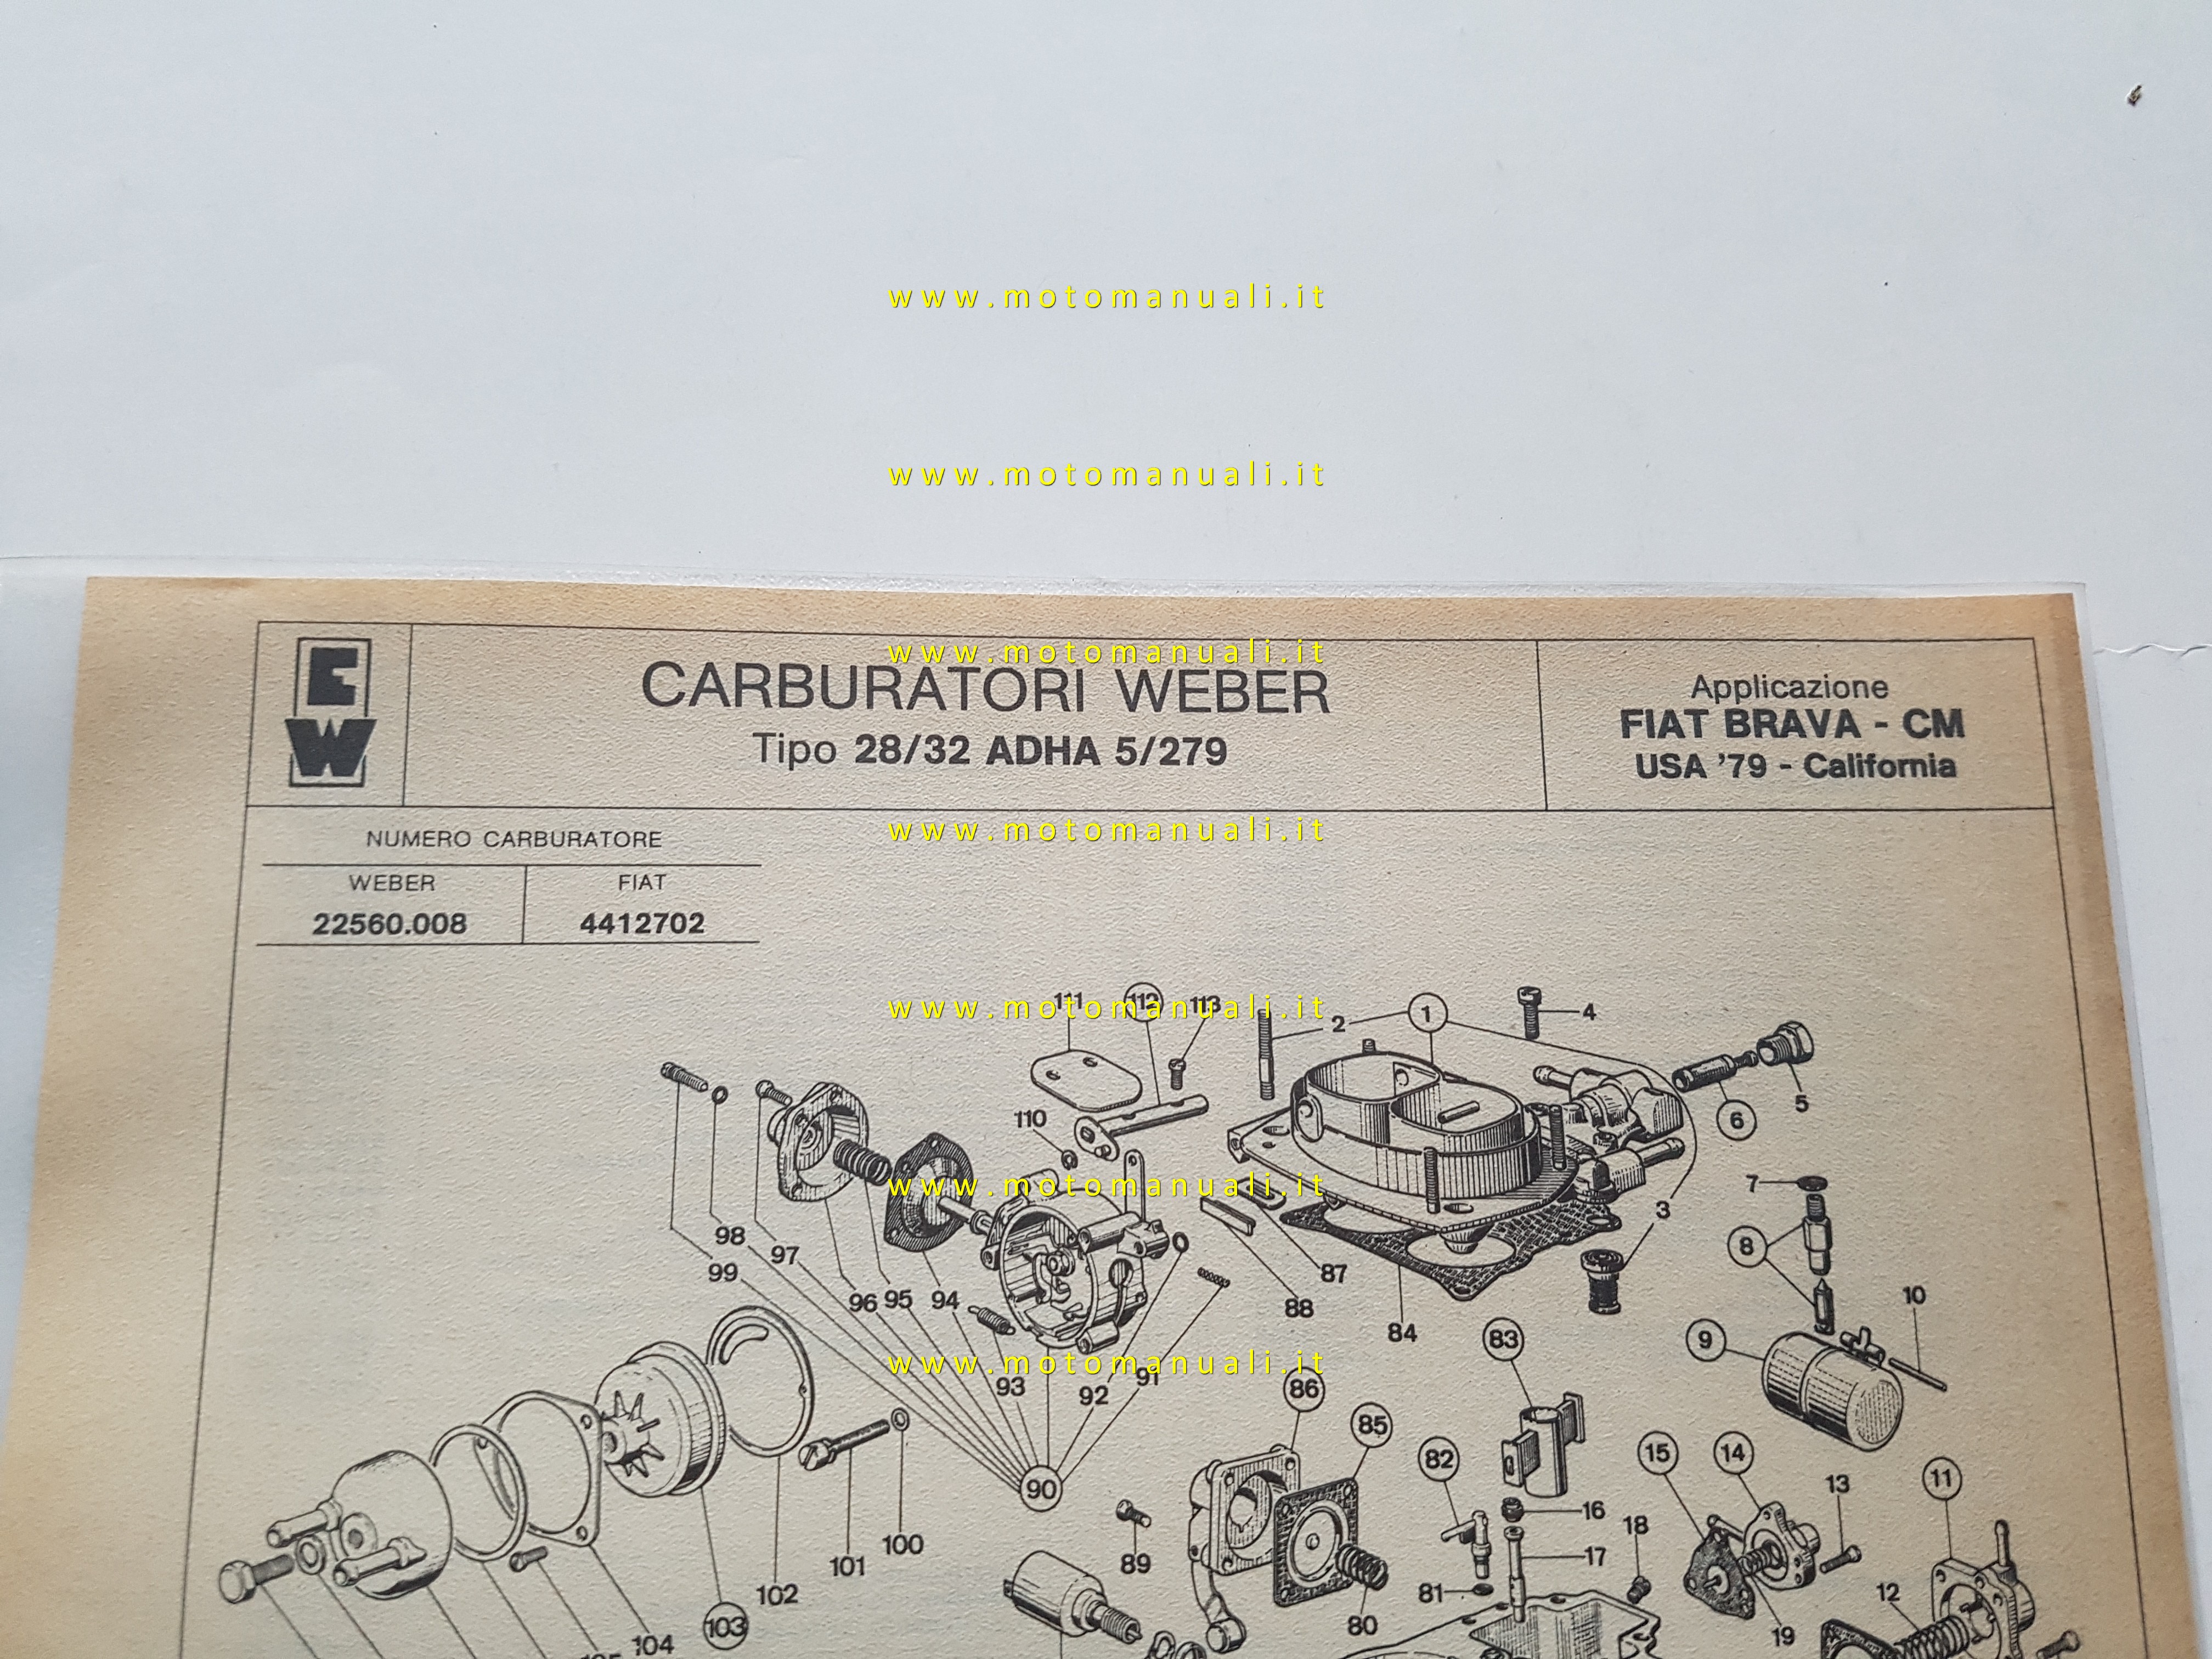 www.motomanuali.it
www.motomanuali.it
www.motomanuali.it
E
W
CARBURATORI WEBER
Tipo 28/32 ADHA 5/279
Applicazione
FIAT BRAVA - CM
USA '79 - California
www.motomanuali.it
NUMERO CARBURATORE
WEBER FIAT
22560.008 4412702
www.motomanuali.it
111 112 113 2 1 4
5
6
110
www.motomanuali.it
7
3
8
98 97
99
96 95 94
87
88
84
10
83
9
www.motomanuali.it
93 92 91
86
85
82
15 14 13 11
90
16
18
101 100
89
17
81
12
102
80
19
103
104